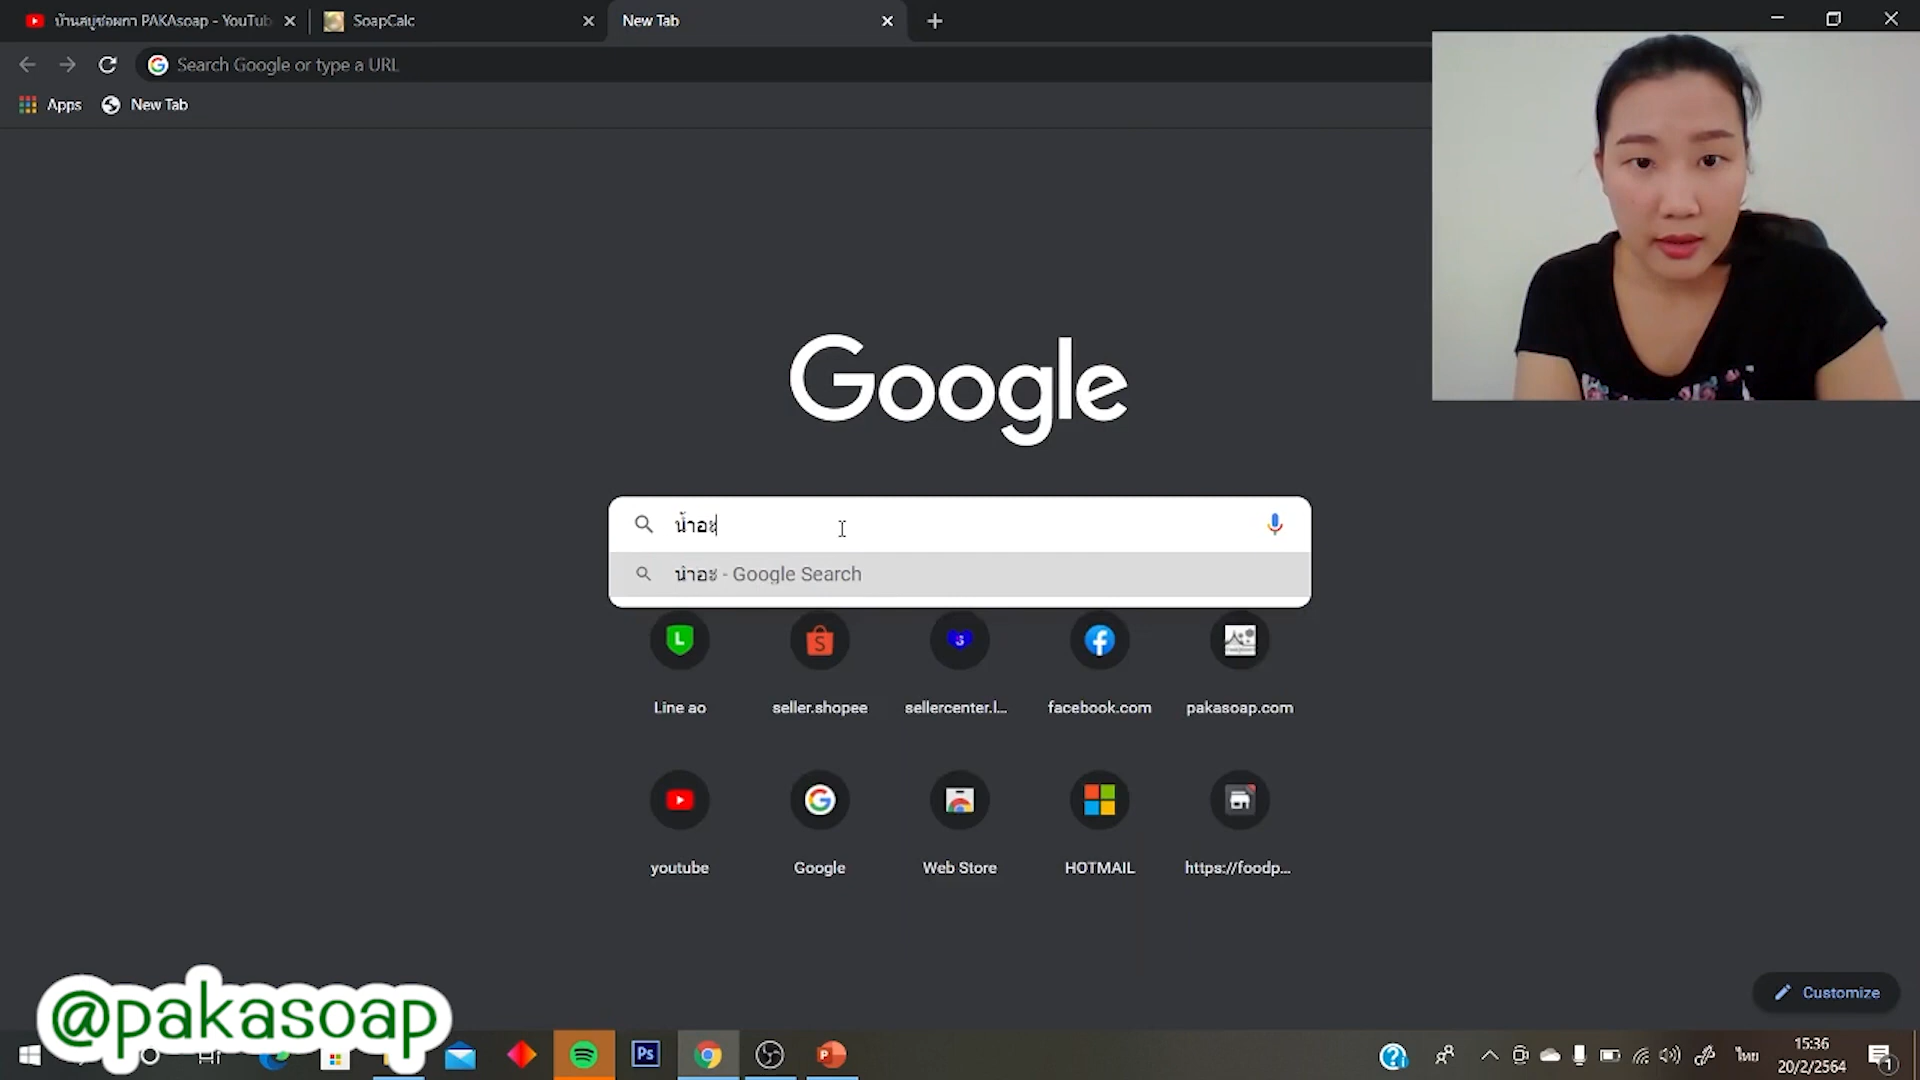 บ้านสบู่ช่อผกา PAKAsoap - YouTub
SoapCalc
New Tab
Search Google or type a URL
Apps
New Tab
Google
น้ำอะ
น้ำอะ - Google Search
Line ao
seller.shopee
sellercenter.l...
facebook.com
pakasoap.com
youtube
Google
Web Store
HOTMAIL
https://foodp...
Customize
@pakasoap
Ps
ไทย
15:36
20/2/2564
1